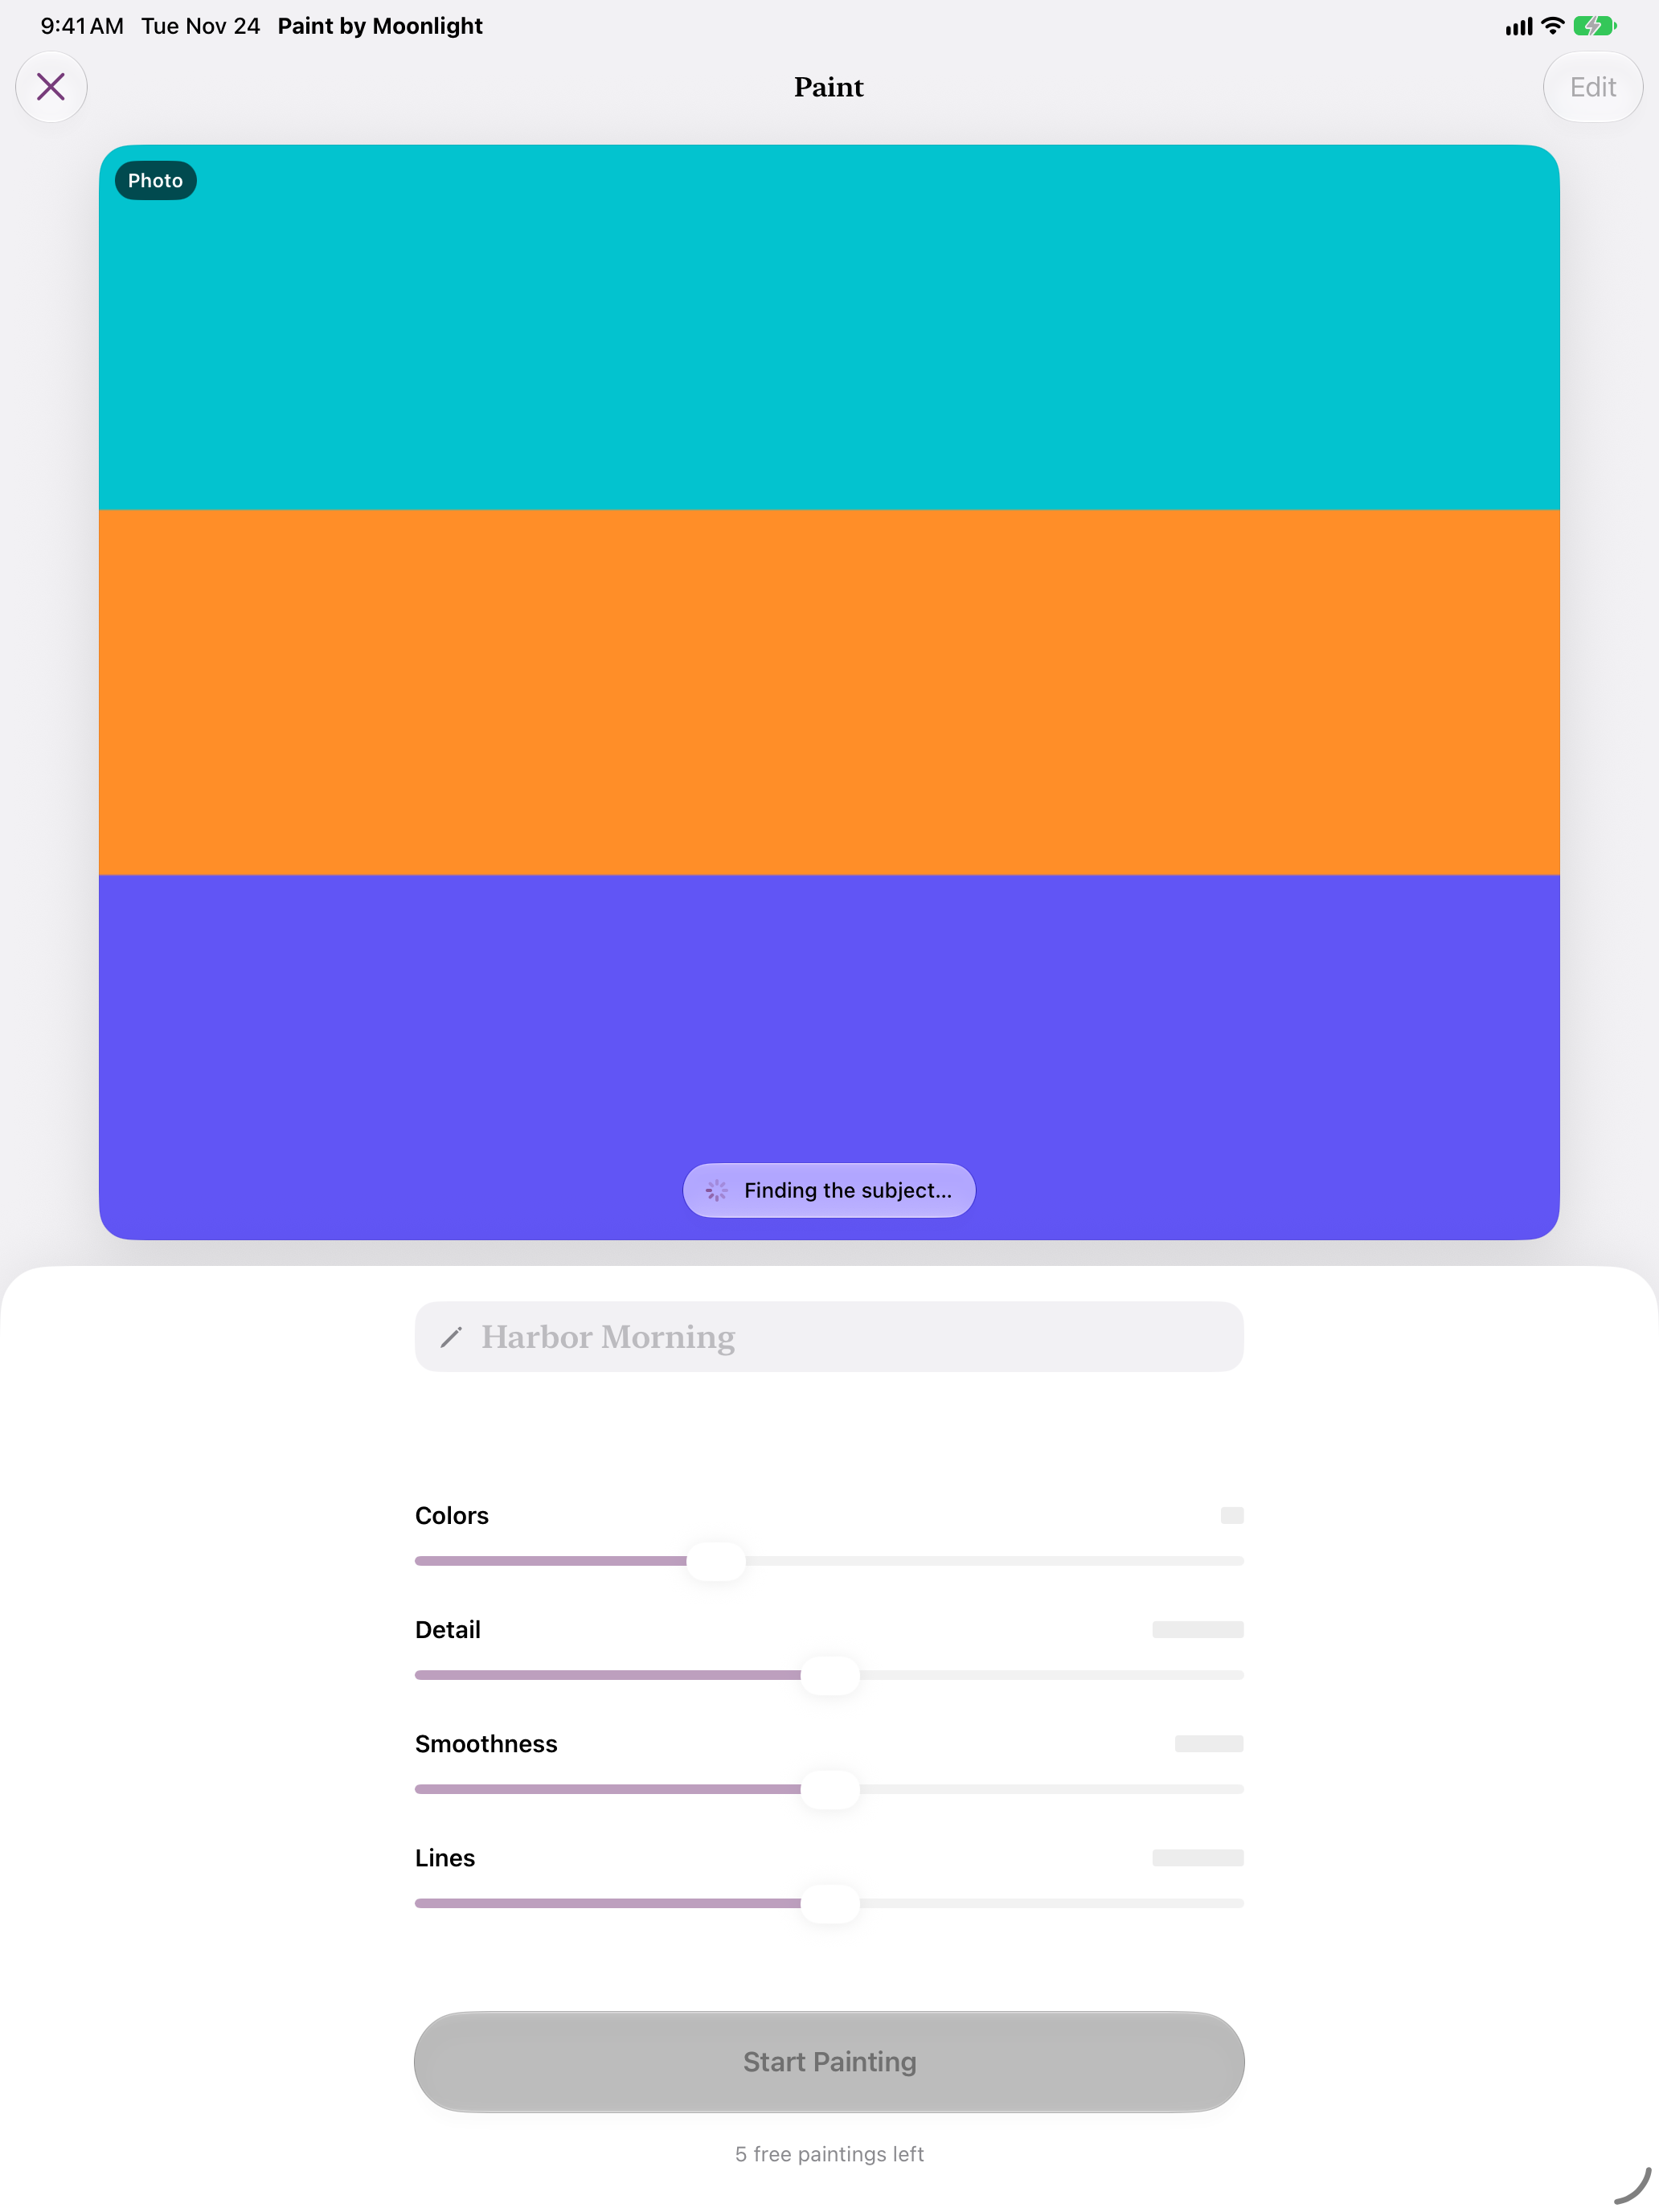 9:41 AM Tue Nov 24 Paint by Moonlight
Paint
Edit
Photo
Finding the subject...
Harbor Morning
Colors
Detail
Smoothness
Lines
Start Painting
5 free paintings left